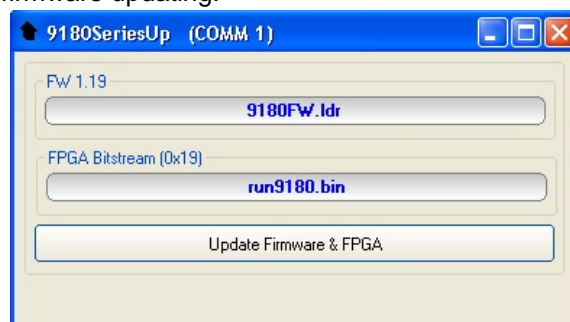 firmware updating.
9180SeriesUp (COMM 1)
FW 1.19
9180FW.ldr
FPGA Bitstream (0x19)
run9180.bin
Update Firmware & FPGA